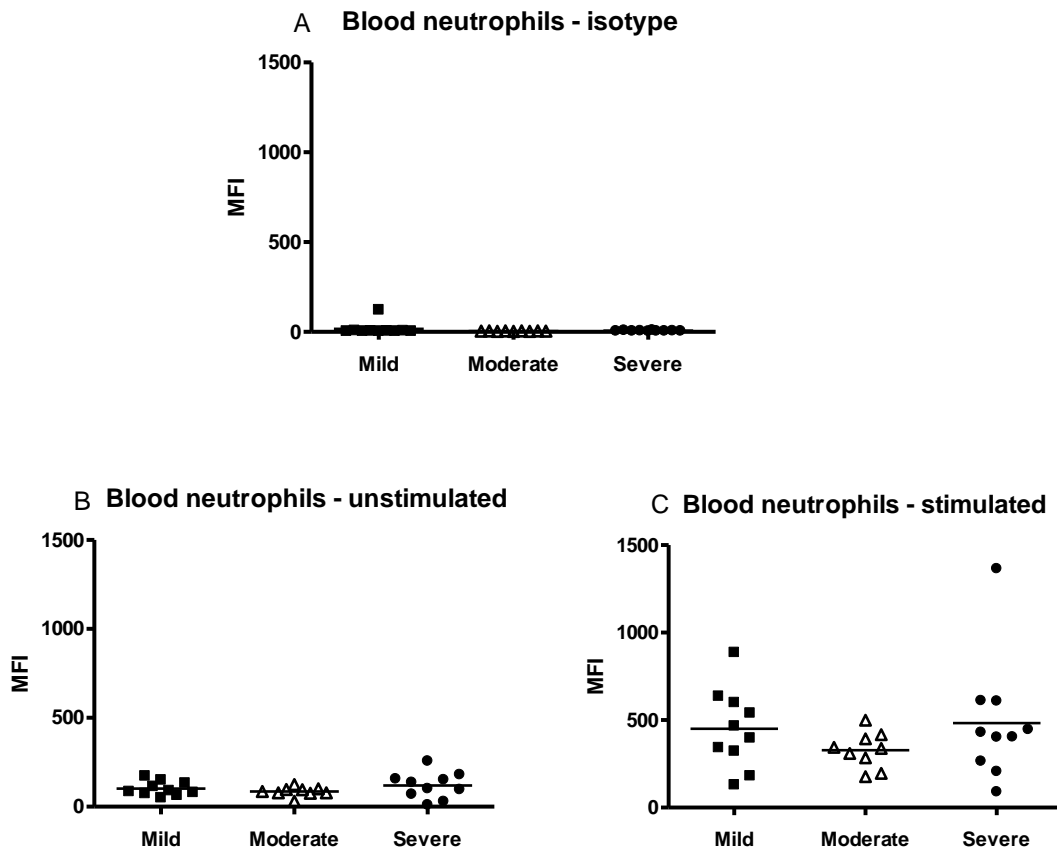 A Blood neutrophils - isotype
1500
1000
500
0
MFI
Mild Moderate Severe
B Blood neutrophils - unstimulated
1500
1000
500
0
MFI
Mild Moderate Severe
C Blood neutrophils - stimulated
1500
1000
500
0
MFI
Mild Moderate Severe